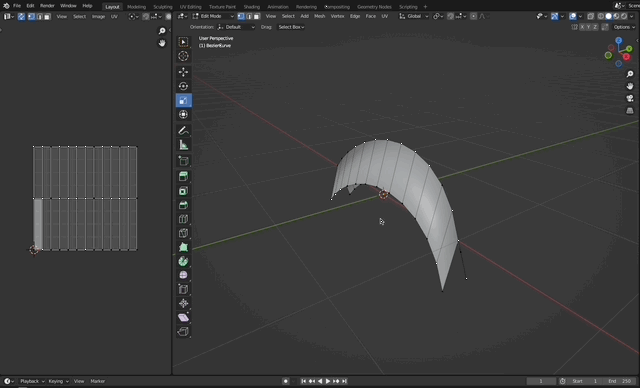 File Edit Render Window Help Layout Modeling Sculpting UV Editing Texture Paint Shading Animation Rendering Compositing Geometry Nodes Scripting
View Select Image UV Edit Mode View Select Add Mesh Vertex Edge Face UV Global
Orientation: Default Drag: Select Box Options
User Perspective
(1) BezierCurve
Playback Keying View Marker 1 Start 1 End 250